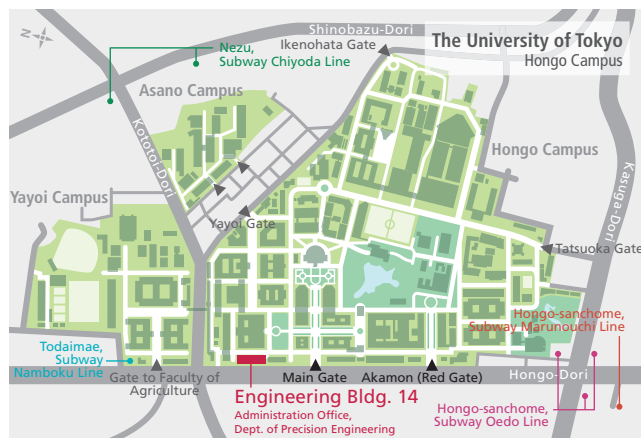 Shinobazu-Dori
The University of Tokyo
Hongo Campus
Nezu,
Subway Chiyoda Line
Ikenohata Gate
N
Asano Campus
Kototoi-Dori
Hongo Campus
Kasuga-Dori
Yayoi Campus
Yayoi Gate
Tatsuoka Gate
Hongo-sanchome,
Subway Marunouchi Line
Todaimae,
Subway
Namboku Line
Gate to Faculty of
Agriculture
Main Gate
Akamon (Red Gate)
Hongo-Dori
Engineering Bldg. 14
Administration Office,
Dept. of Precision Engineering
Hongo-sanchome,
Subway Oedo Line